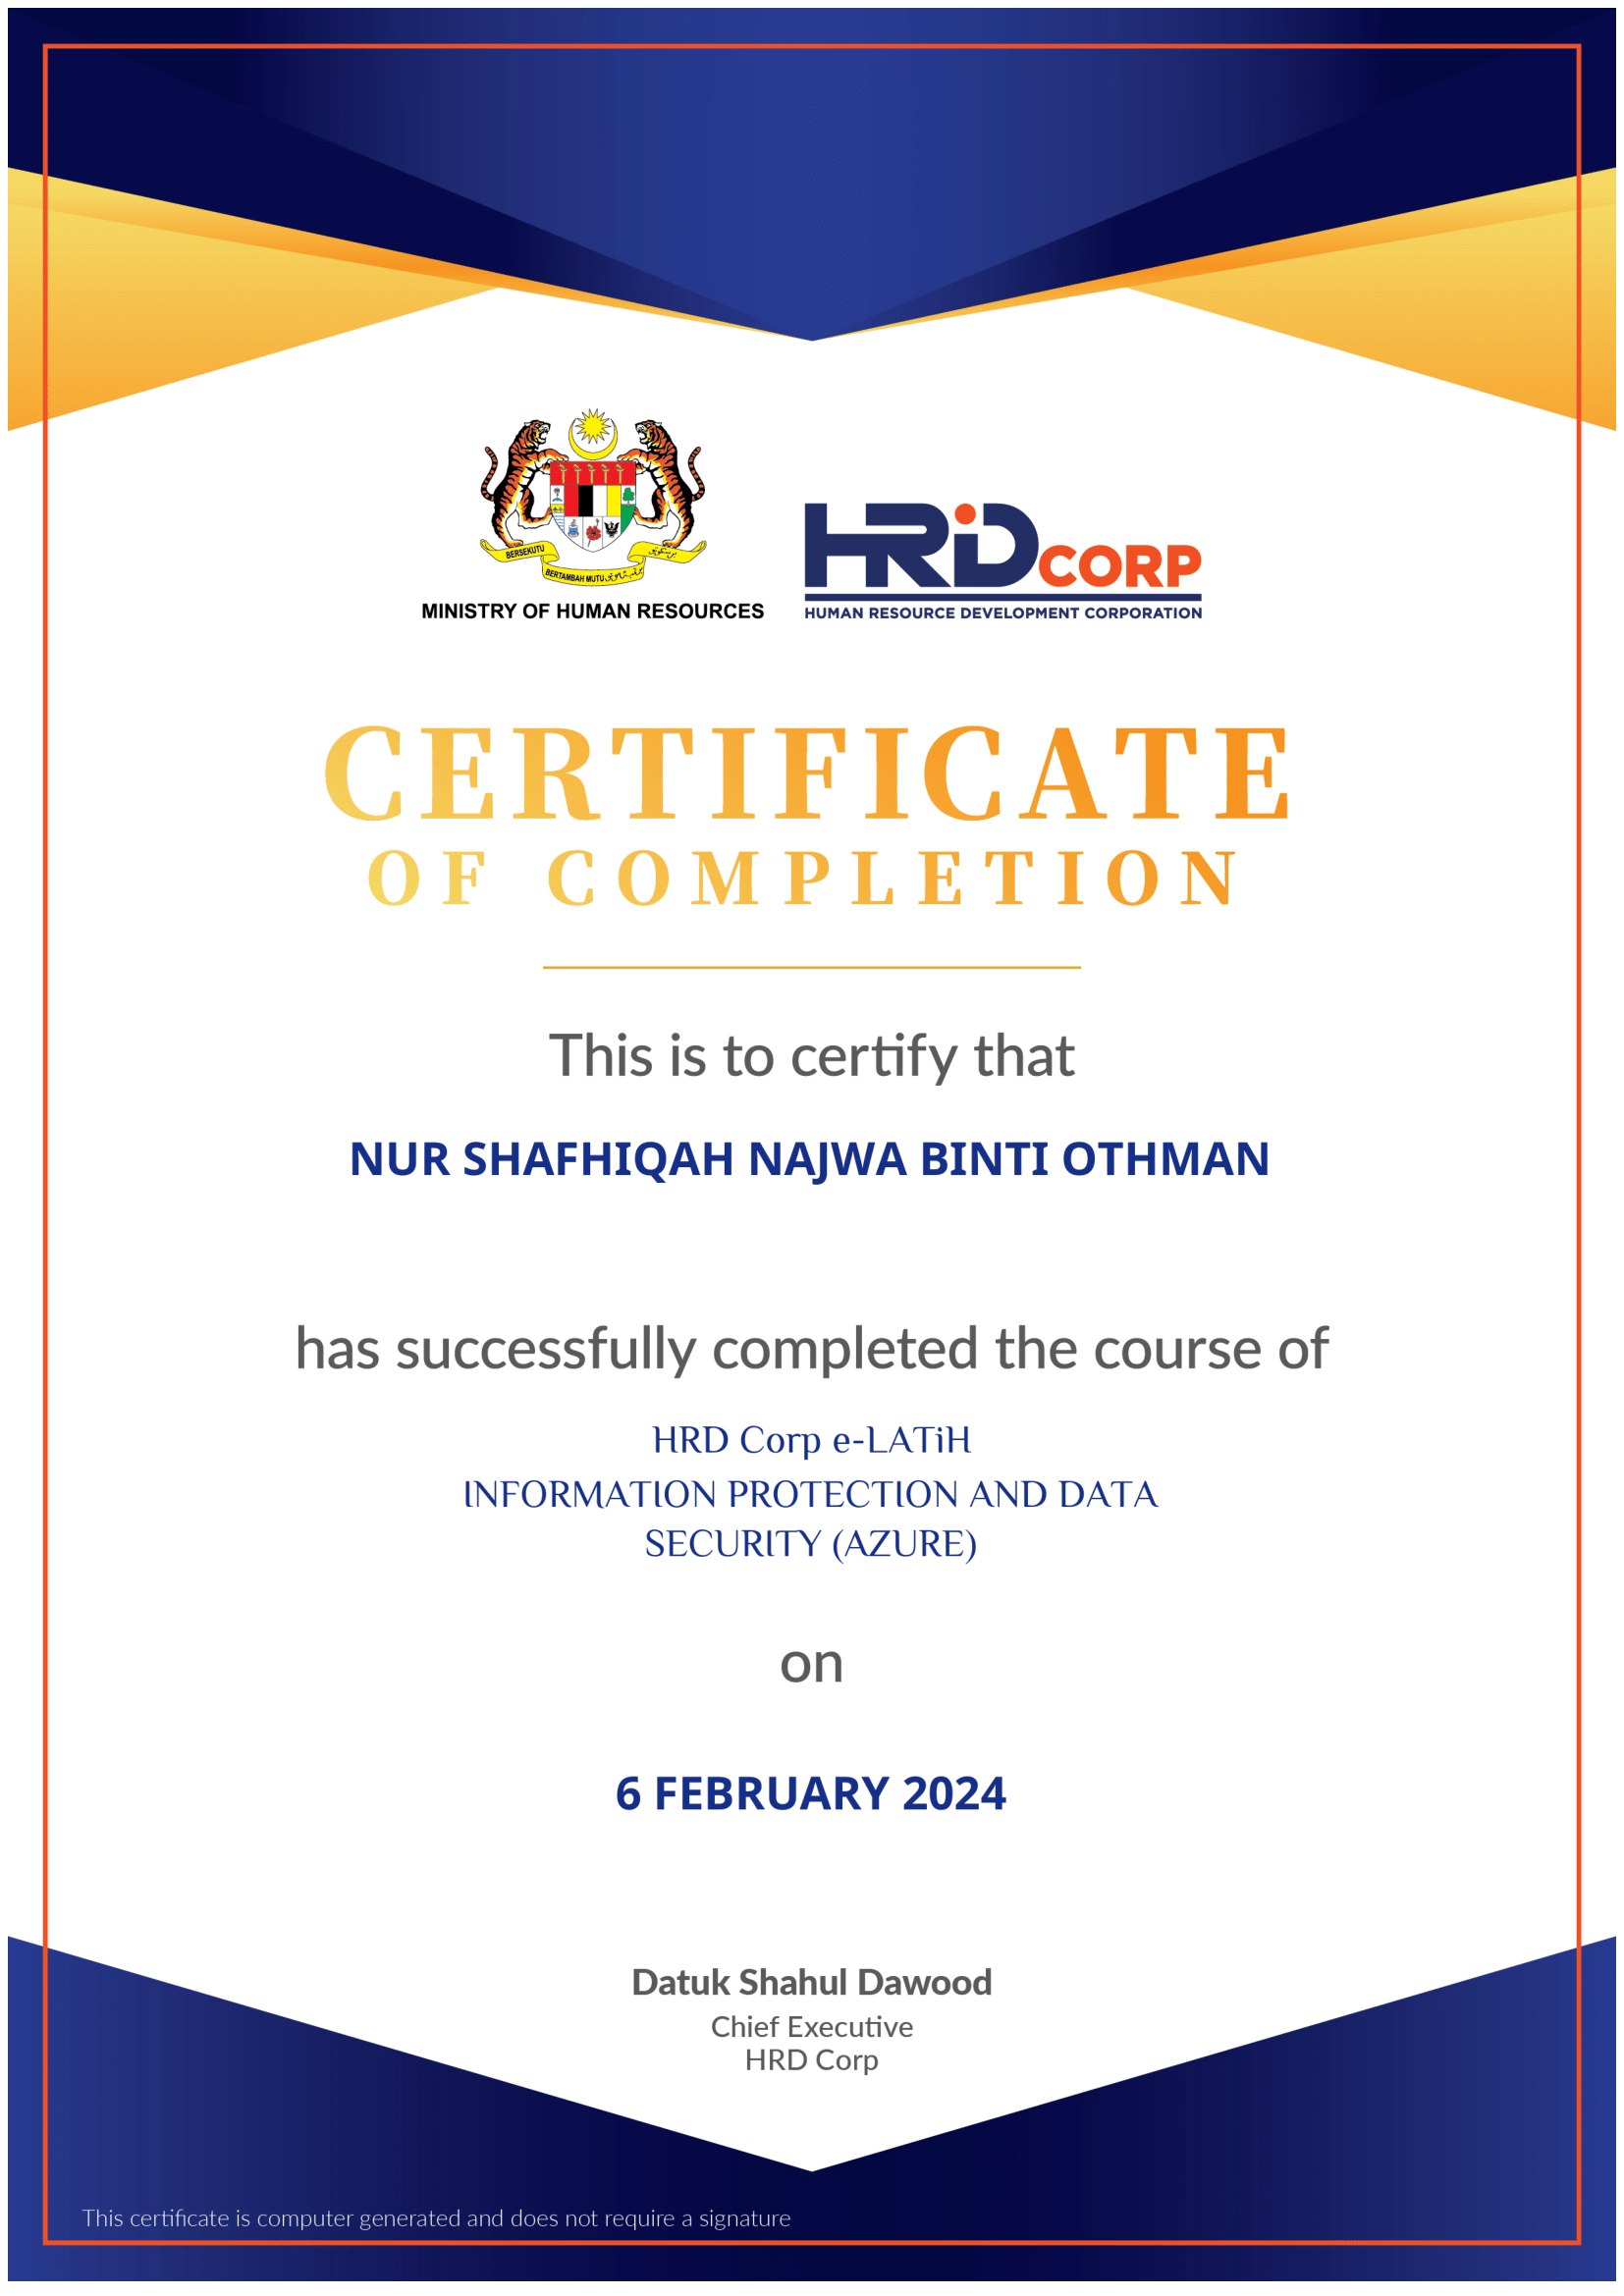 BERSEKUTU
BERTAMBAH MUTU
MINISTRY OF HUMAN RESOURCES
HRD CORP
HUMAN RESOURCE DEVELOPMENT CORPORATION
CERTIFICATE
OF COMPLETION
This is to certify that
NUR SHAFHIQAH NAJWA BINTI OTHMAN
has successfully completed the course of
HRD Corp e-LATiH
INFORMATION PROTECTION AND DATA
SECURITY (AZURE)
on
6 FEBRUARY 2024
Datuk Shahul Dawood
Chief Executive
HRD Corp
This certificate is computer generated and does not require a signature